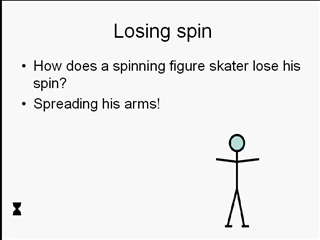 Losing spin
• How does a spinning figure skater lose his
spin?
• Spreading his arms!